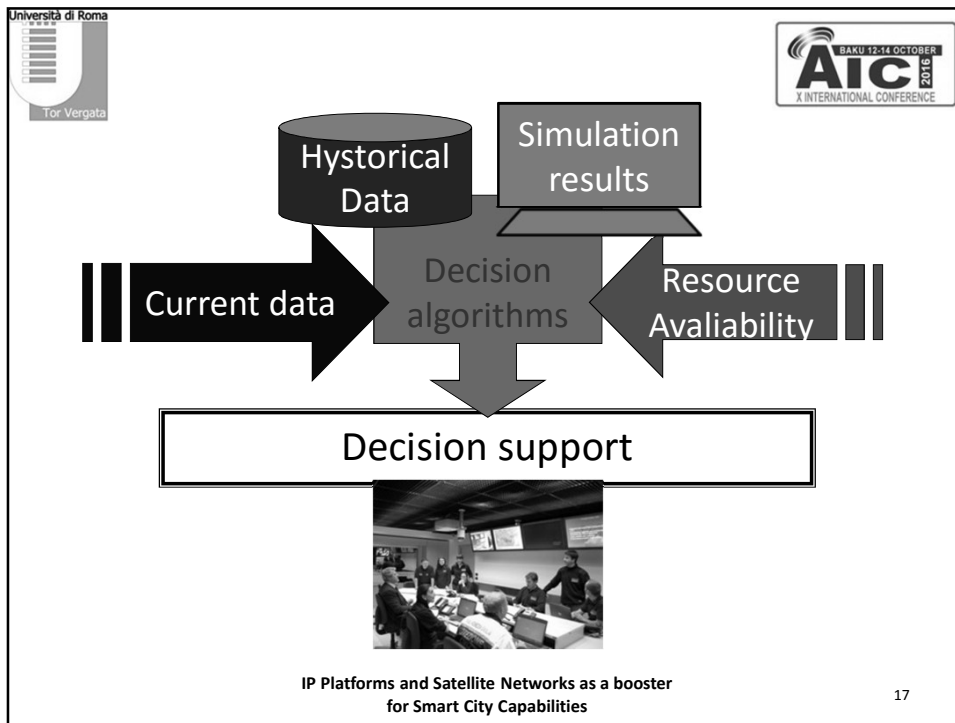 Università di Roma
Tor Vergata
BAKU 12-14 OCTOBER
AICT
2016
X INTERNATIONAL CONFERENCE
Hystorical
Data
Simulation
results
Current data
Decision
algorithms
Resource
Avaliability
Decision support
IP Platforms and Satellite Networks as a booster
for Smart City Capabilities
17